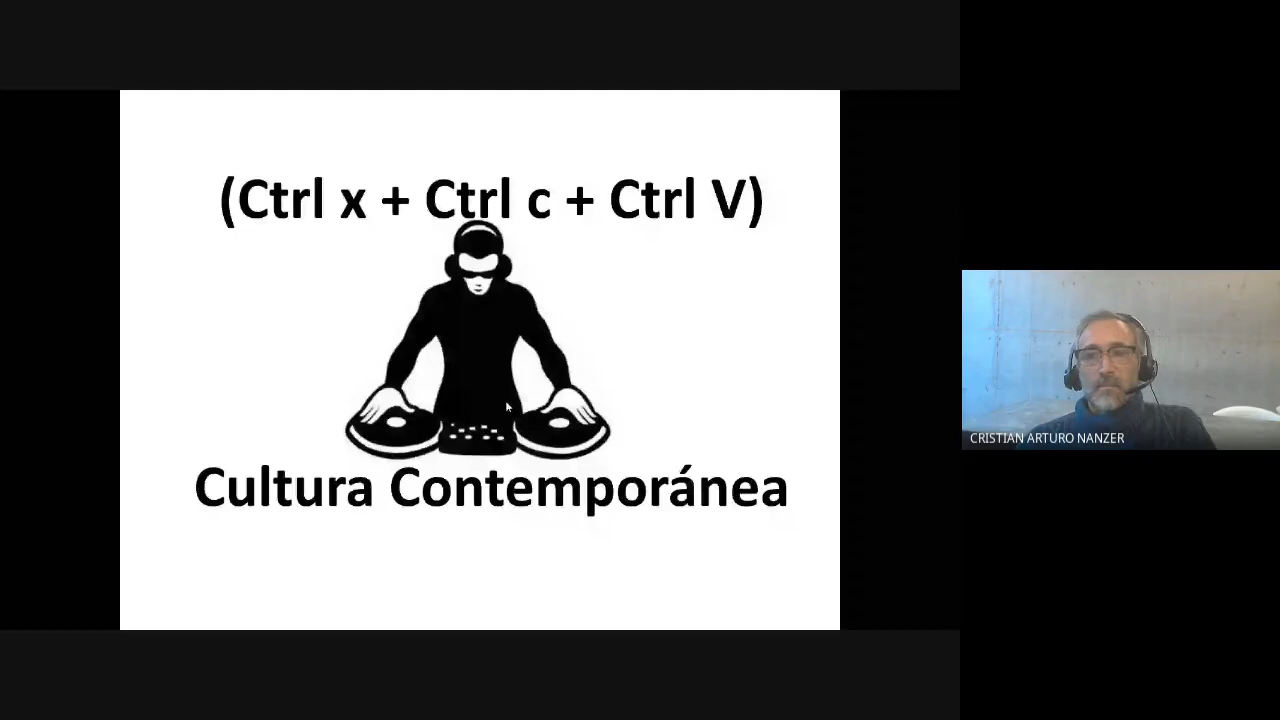 (Ctrl x + Ctrl c + Ctrl V)
Cultura Contemporánea
CRISTIAN ARTURO NANZER